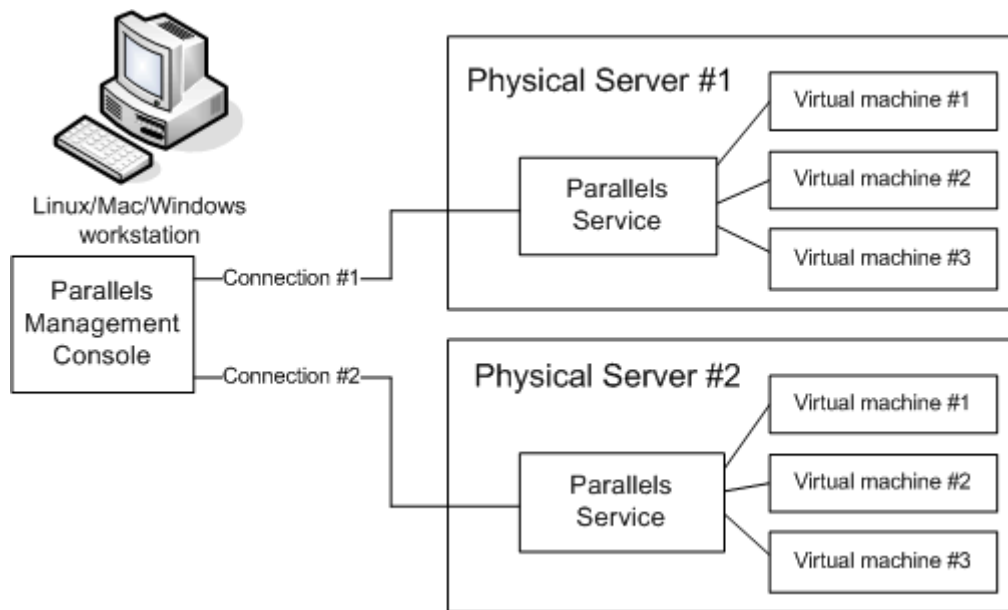 Linux/Mac/Windows
workstation
Parallels
Management
Console
Connection #1
Connection #2
Physical Server #1
Parallels
Service
Virtual machine #1
Virtual machine #2
Virtual machine #3
Physical Server #2
Parallels
Service
Virtual machine #1
Virtual machine #2
Virtual machine #3